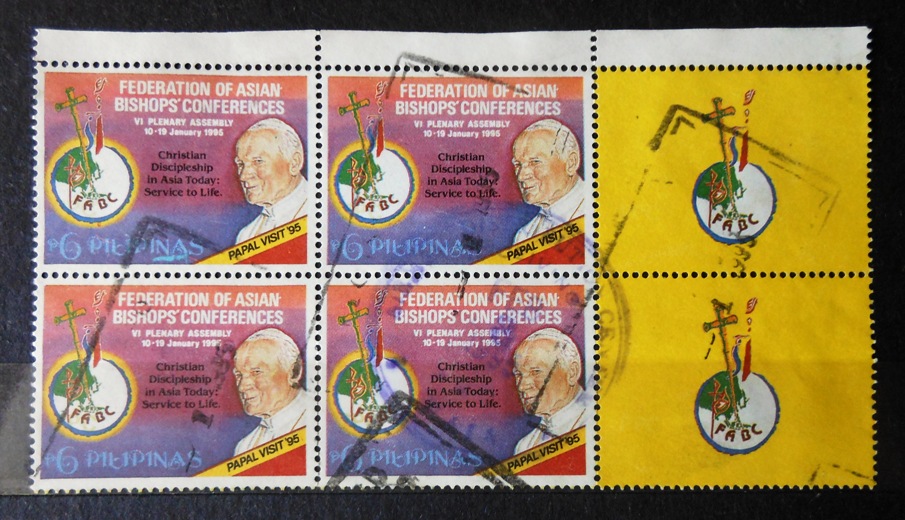 FEDERATION OF ASIAN
BISHOPS' CONFERENCES
VI PLENARY ASSEMBLY
10-19 January 1995
Christian
Discipleship
in Asia Today:
Service to Life.
FABC
P6 PILIPINAS
PAPAL VISIT '95
FEDERATION OF ASIAN
BISHOPS' CONFERENCES
VI PLENARY ASSEMBLY
10-19 January 1995
Christian
Discipleship
in Asia Today:
Service to Life.
FABC
P6 PILIPINAS
PAPAL VISIT '95
FABC
FEDERATION OF ASIAN
BISHOPS' CONFERENCES
VI PLENARY ASSEMBLY
10-19 January 1995
Christian
Discipleship
in Asia Today:
Service to Life.
FABC
P6 PILIPINAS
PAPAL VISIT '95
FEDERATION OF ASIAN
BISHOPS' CONFERENCES
VI PLENARY ASSEMBLY
10-19 January 1995
Christian
Discipleship
in Asia Today:
Service to Life.
FABC
P6 PILIPINAS
PAPAL VISIT '95
FABC